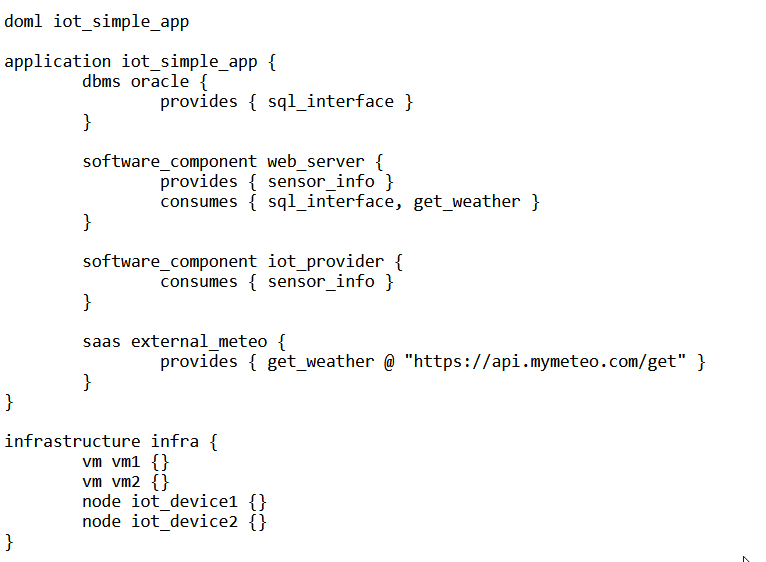 doml iot_simple_app
application iot_simple_app {
dbms oracle {
provides { sql_interface }
}
software_component web_server {
provides { sensor_info }
consumes { sql_interface, get_weather }
}
software_component iot_provider {
consumes { sensor_info }
}
saas external_meteo {
provides { get_weather @ "https://api.mymeteo.com/get" }
}
}
infrastructure infra {
vm vm1 {}
vm vm2 {}
node iot_device1 {}
node iot_device2 {}
}